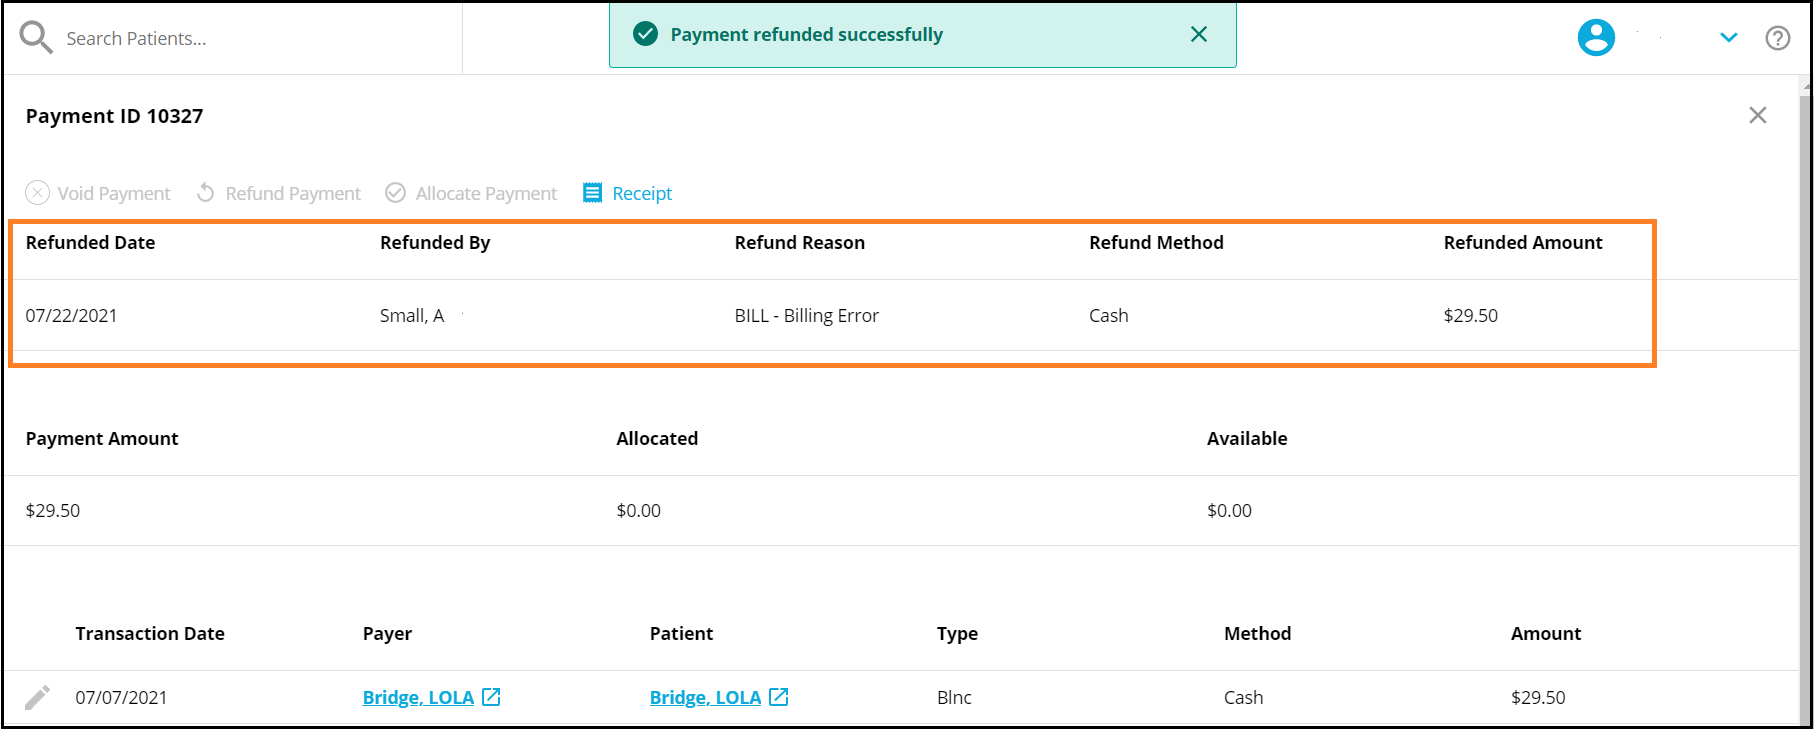 Search Patients...
Payment refunded successfully
Payment ID 10327
Void Payment Refund Payment Allocate Payment Receipt
Refunded Date Refunded By Refund Reason Refund Method Refunded Amount
07/22/2021 Small, A BILL - Billing Error Cash $29.50
Payment Amount Allocated Available
$29.50 $0.00 $0.00
Transaction Date Payer Patient Type Method Amount
07/07/2021 Bridge, LOLA Bridge, LOLA Blnc Cash $29.50